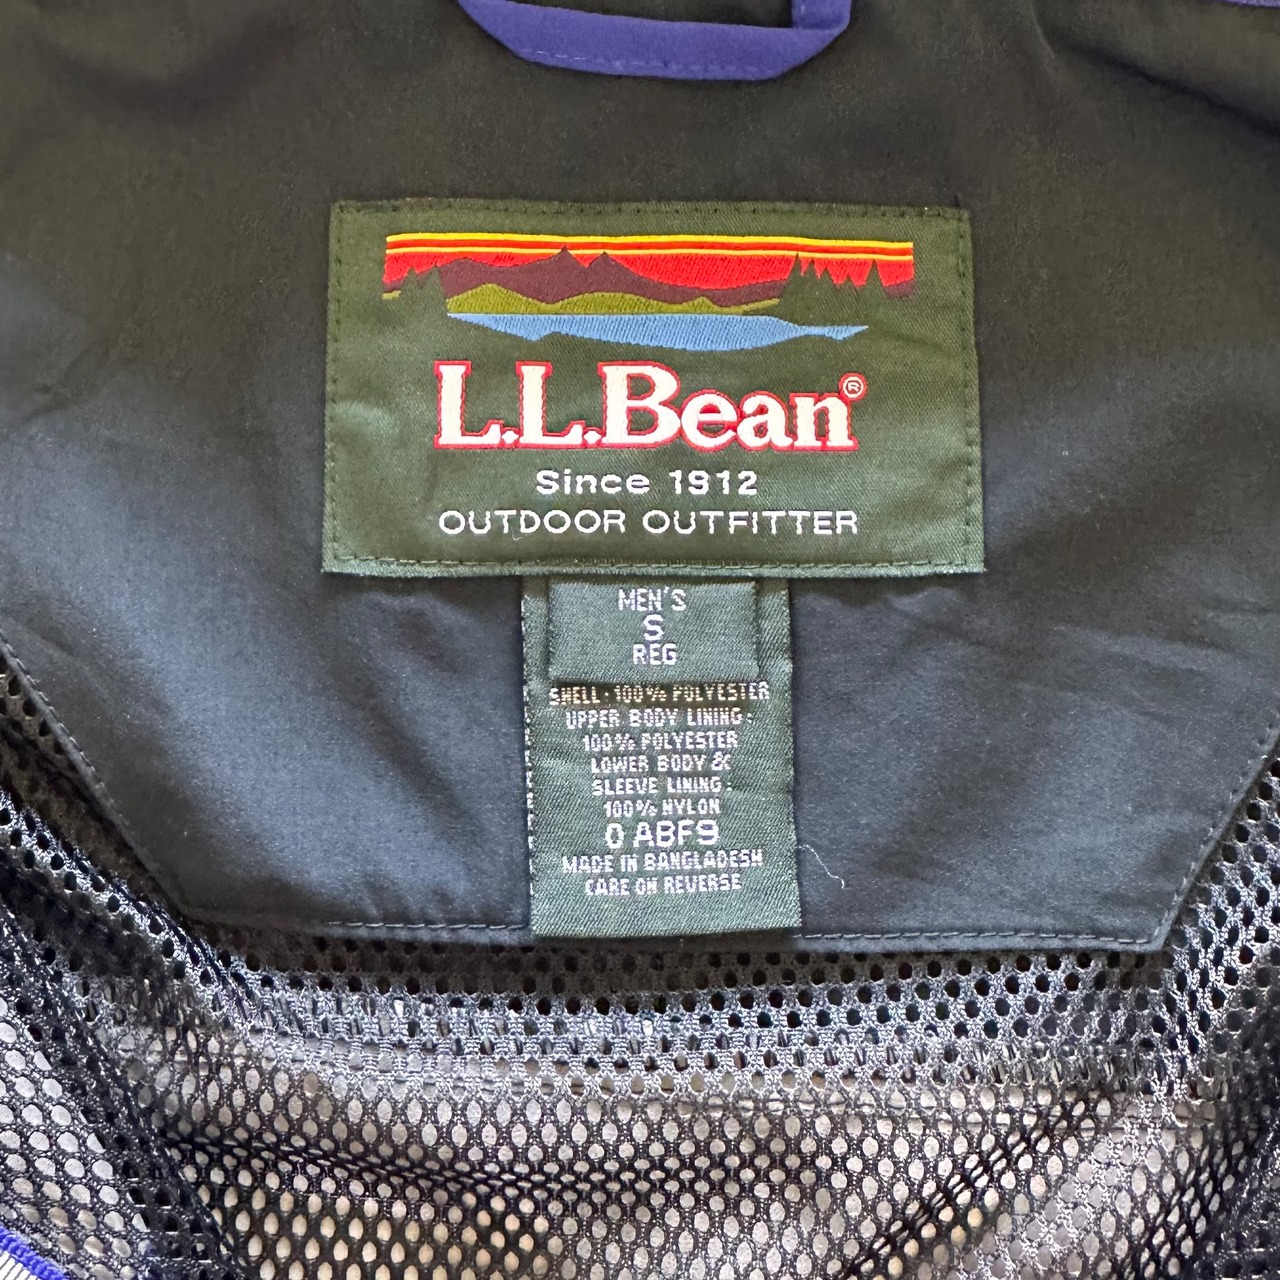 L.L.Bean®
Since 1912
OUTDOOR OUTFITTER
MEN'S
S
REG
SHELL: 100% POLYESTER
UPPER BODY LINING:
100% POLYESTER
LOWER BODY &
SLEEVE LINING:
100% NYLON
0 ABF9
MADE IN BANGLADESH
CARE ON REVERSE